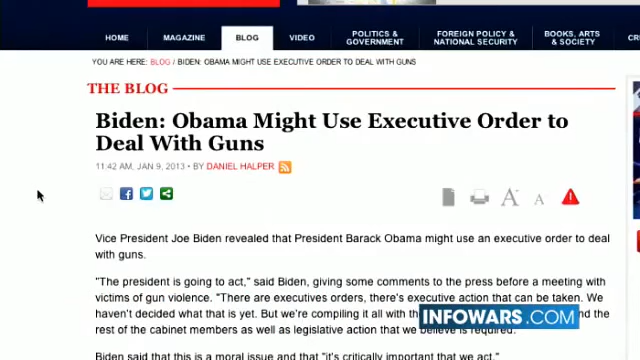 HOME MAGAZINE BLOG VIDEO POLITICS & GOVERNMENT FOREIGN POLICY & NATIONAL SECURITY BOOKS, ARTS & SOCIETY
YOU ARE HERE: BLOG / BIDEN: OBAMA MIGHT USE EXECUTIVE ORDER TO DEAL WITH GUNS
THE BLOG
Biden: Obama Might Use Executive Order to
Deal With Guns
11:42 AM, JAN 9, 2013 • BY DANIEL HALPER
A+ A-
Vice President Joe Biden revealed that President Barack Obama might use an executive order to deal
with guns.
"The president is going to act," said Biden, giving some comments to the press before a meeting with
victims of gun violence. "There are executives orders, there's executive action that can be taken. We
haven't decided what that is yet. But we're compiling it all with the and the
rest of the cabinet members as well as legislative action that we believe is required."
INFOWARS.COM
Biden said that this is a moral issue and that "it's critically important that we act."